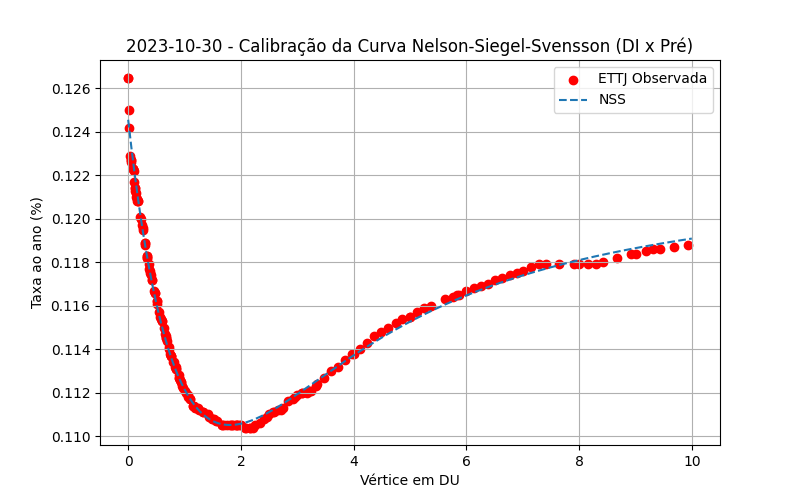 2023-10-30 - Calibração da Curva Nelson-Siegel-Svensson (DI x Pré)
ETTJ Observada
NSS
Taxa ao ano (%)
0.126
0.124
0.122
0.120
0.118
0.116
0.114
0.112
0.110
0 2 4 6 8 10
Vértice em DU